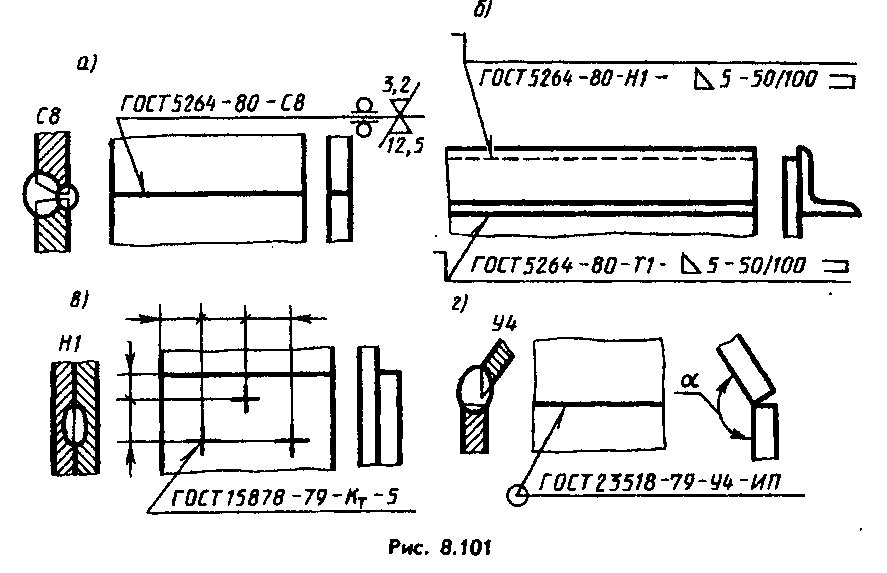 а)
С8
ГОСТ 5264-80-С8
3,2
12,5
б)
ГОСТ 5264-80-Н1- ◺ 5-50/100 ⊐
ГОСТ 5264-80-Т1- ◺ 5-50/100 ⊐
в)
Н1
ГОСТ 15878-79-Кт-5
г)
У4
α
ГОСТ 23518-79-У4-ИП
Рис. 8.101